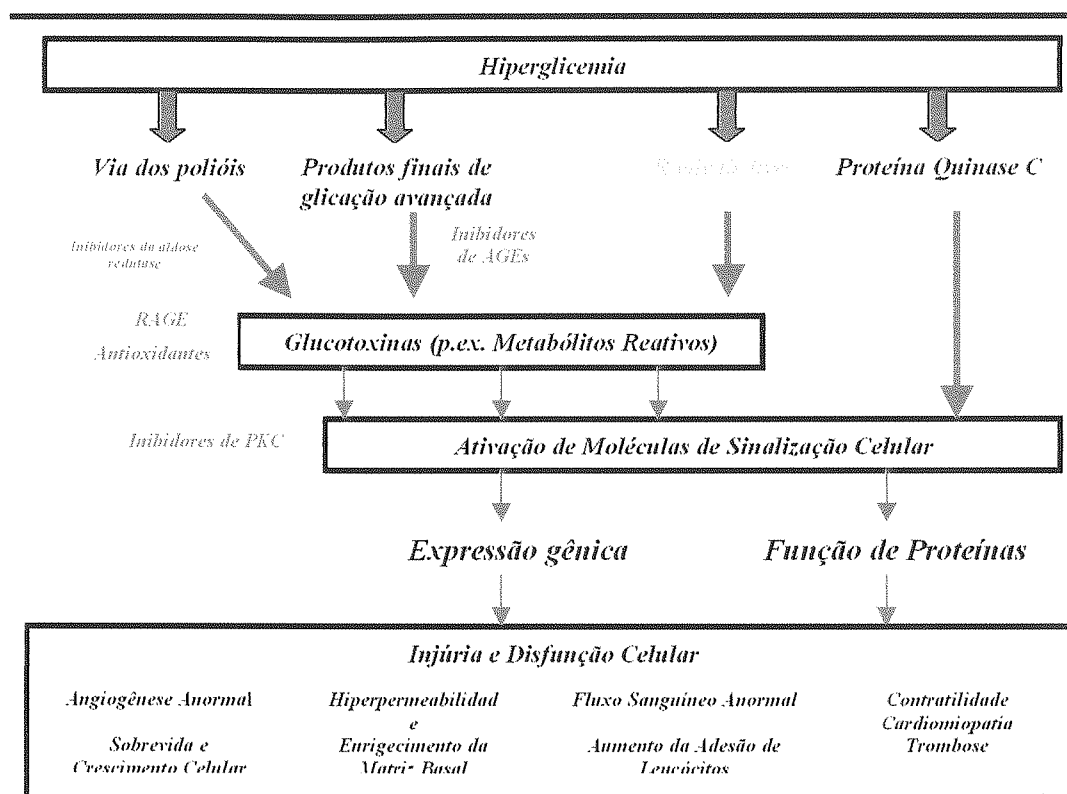 Hiperglicemia
Via dos polióis
Produtos finais de
glicação avançada
Proteína Quinase C
Inibidores da aldose
redutase
Inibidores
de AGEs
RAGE
Antioxidantes
Glucotoxinas (p.ex. Metabólitos Reativos)
Inibidores de PKC
Ativação de Moléculas de Sinalização Celular
Expressão gênica
Função de Proteínas
Injúria e Disfunção Celular
Angiogênese Anormal
Sobrevida e
Crescimento Celular
Hiperpermeabilidad
e
Enrigecimento da
Matriz Basal
Fluxo Sanguíneo Anormal
Aumento da Adesão de
Leucócitos
Contratilidade
Cardiomiopatia
Trombose